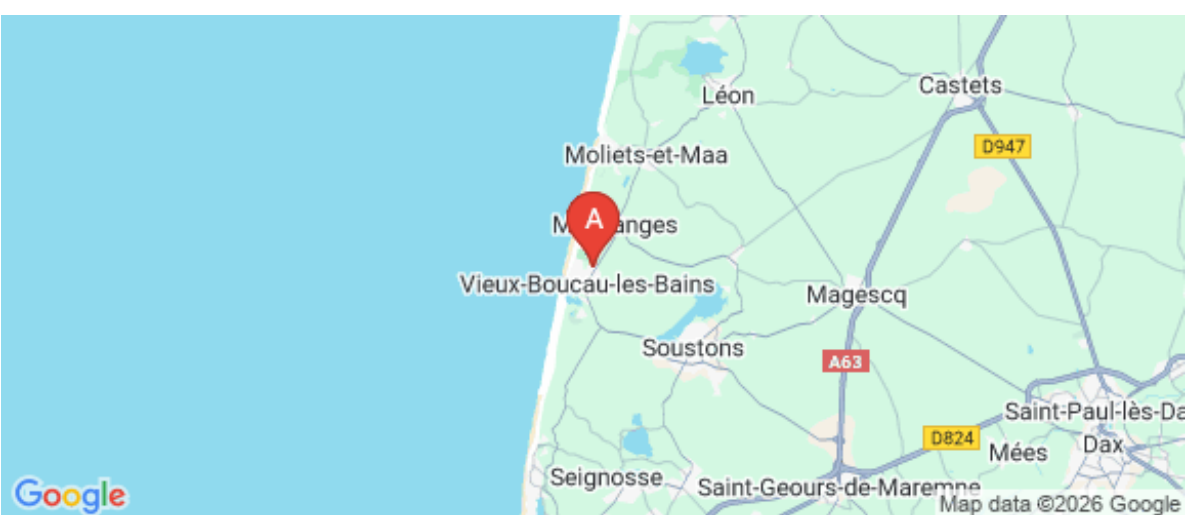 Castets
Léon
D947
Moliets-et-Maa
A
anges
Vieux-Boucau-les-Bains
Magescq
Soustons
A63
Saint-Paul-lès-Da
D824
Dax
Mées
Seignosse
Saint-Geours-de-Maremne
Google
Map data ©2026 Google